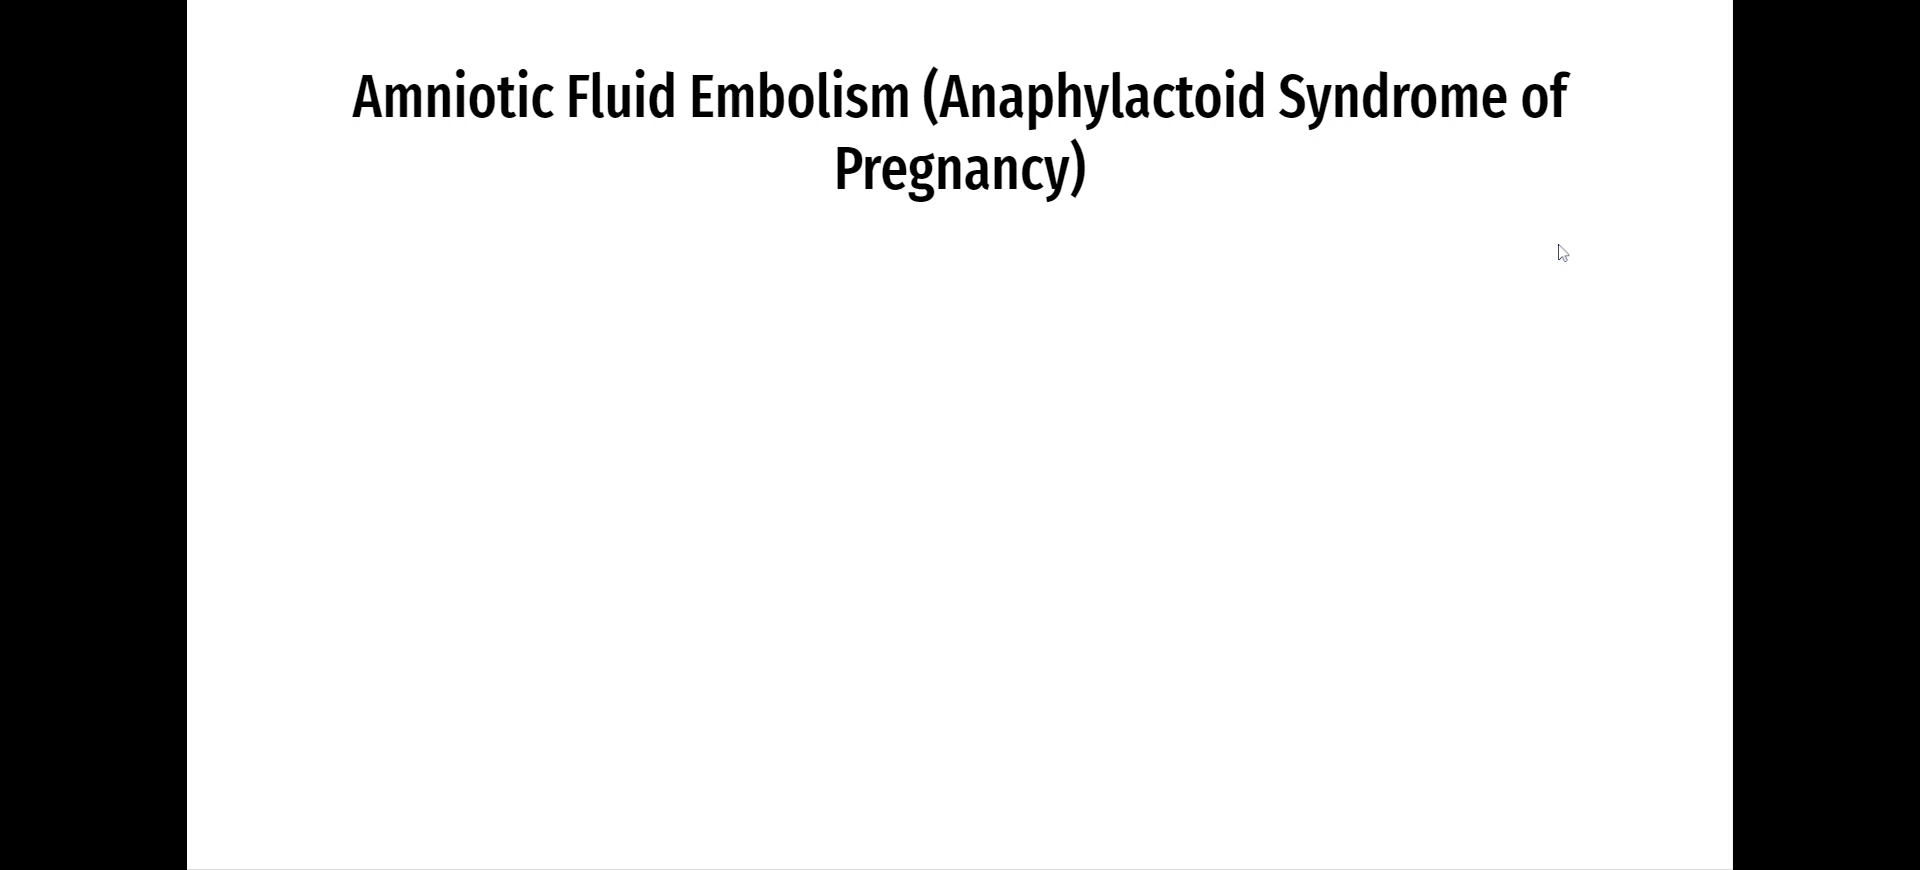 Amniotic Fluid Embolism (Anaphylactoid Syndrome of
Pregnancy)